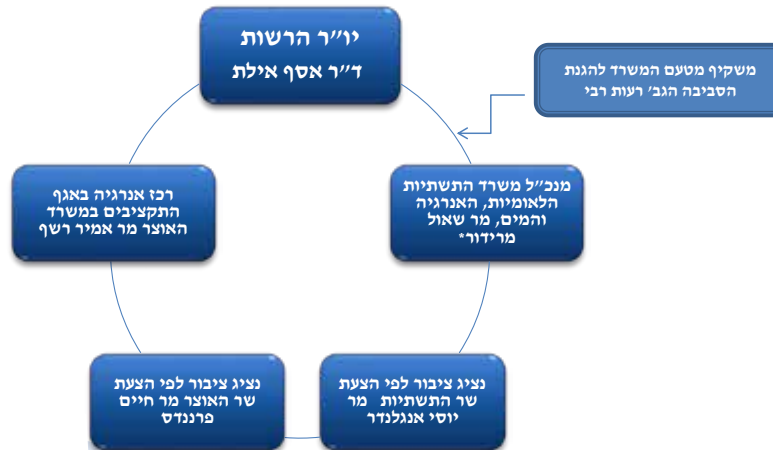 יו"ר הרשות
ד"ר אסף אילת
משקיף מטעם המשרד להגנת
הסביבה הגב' רעות רבי
מנכ"ל משרד התשתיות
הלאומיות, האנרגיה
והמים, מר שאול
מרידור*
רכז אנרגיה באגף
התקציבים במשרד
האוצר מר אמיר רשף
נציג ציבור לפי הצעת
שר התשתיות מר
יוסי אנגלנדר
נציג ציבור לפי הצעת
שר האוצר מר חיים
פרננדס